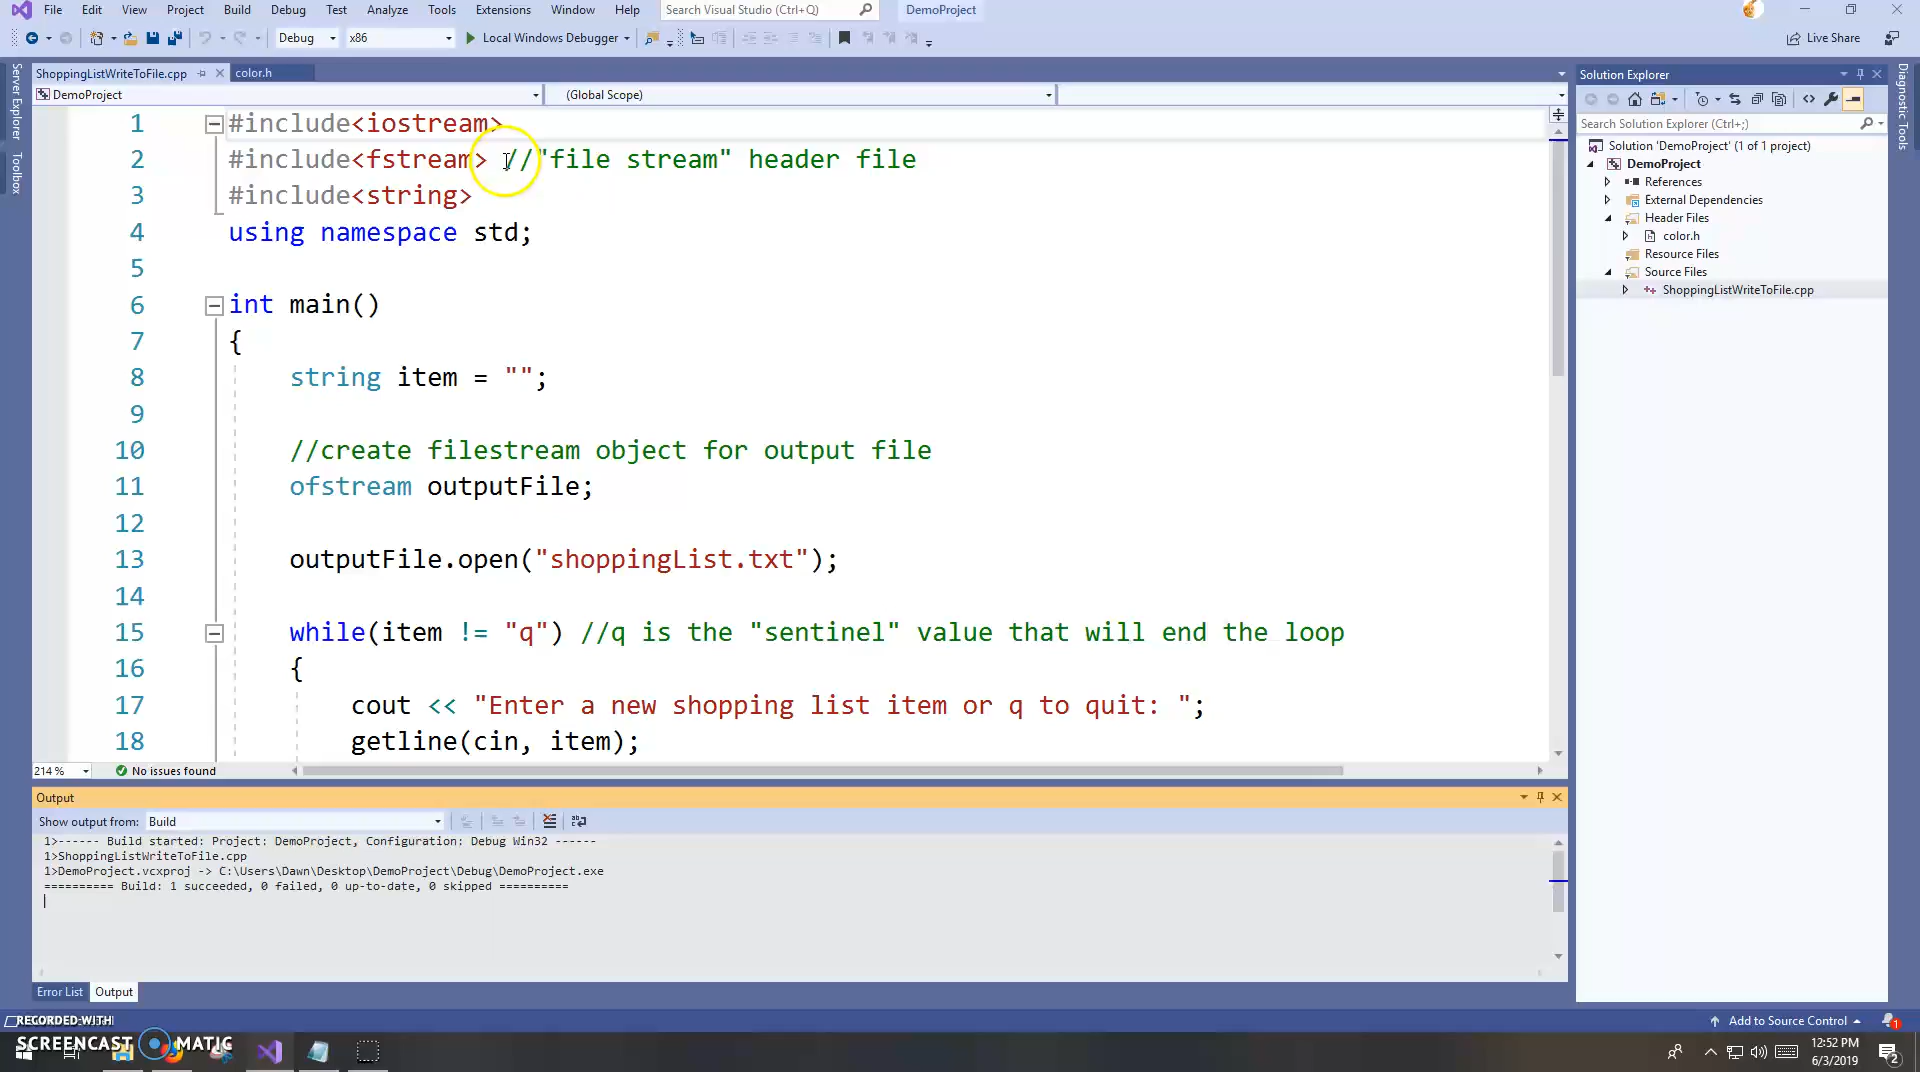 File Edit View Project Build Debug Test Analyze Tools Extensions Window Help Search Visual Studio (Ctrl+Q) DemoProject
Debug x86 Local Windows Debugger Live Share
ShoppingListWriteToFile.cpp color.h
DemoProject (Global Scope)
Server Explorer
Toolbox
1 #include<iostream>
2 #include<fstream> //"file stream" header file
3 #include<string>
4 using namespace std;
5
6 int main()
7 {
8 string item = "";
9
10 //create filestream object for output file
11 ofstream outputFile;
12
13 outputFile.open("shoppingList.txt");
14
15 while(item != "q") //q is the "sentinel" value that will end the loop
16 {
17 cout << "Enter a new shopping list item or q to quit: ";
18 getline(cin, item);
214 % No issues found
Solution Explorer
Search Solution Explorer (Ctrl+;)
Solution 'DemoProject' (1 of 1 project)
DemoProject
References
External Dependencies
Header Files
color.h
Resource Files
Source Files
ShoppingListWriteToFile.cpp
Diagnostic Tools
Output
Show output from: Build
1>------ Build started: Project: DemoProject, Configuration: Debug Win32 ------
1>ShoppingListWriteToFile.cpp
1>DemoProject.vcxproj -> C:\Users\Dawn\Desktop\DemoProject\Debug\DemoProject.exe
========== Build: 1 succeeded, 0 failed, 0 up-to-date, 0 skipped ==========
Error List Output
Add to Source Control 1
RECORDED WITH
SCREENCAST MATIC
12:52 PM
6/3/2019
2